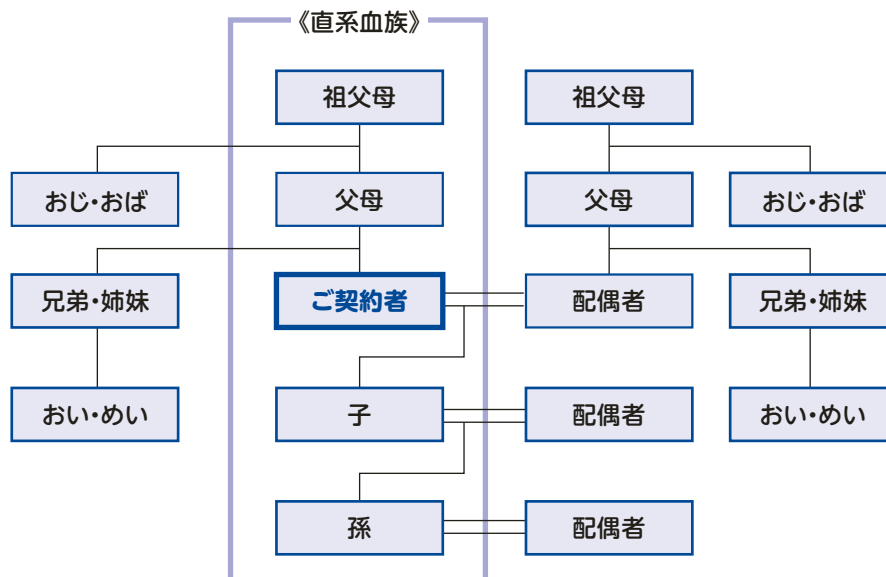 《直系血族》
祖父母
祖父母
おじ・おば
父母
父母
おじ・おば
兄弟・姉妹
ご契約者
配偶者
兄弟・姉妹
おい・めい
子
配偶者
おい・めい
孫
配偶者